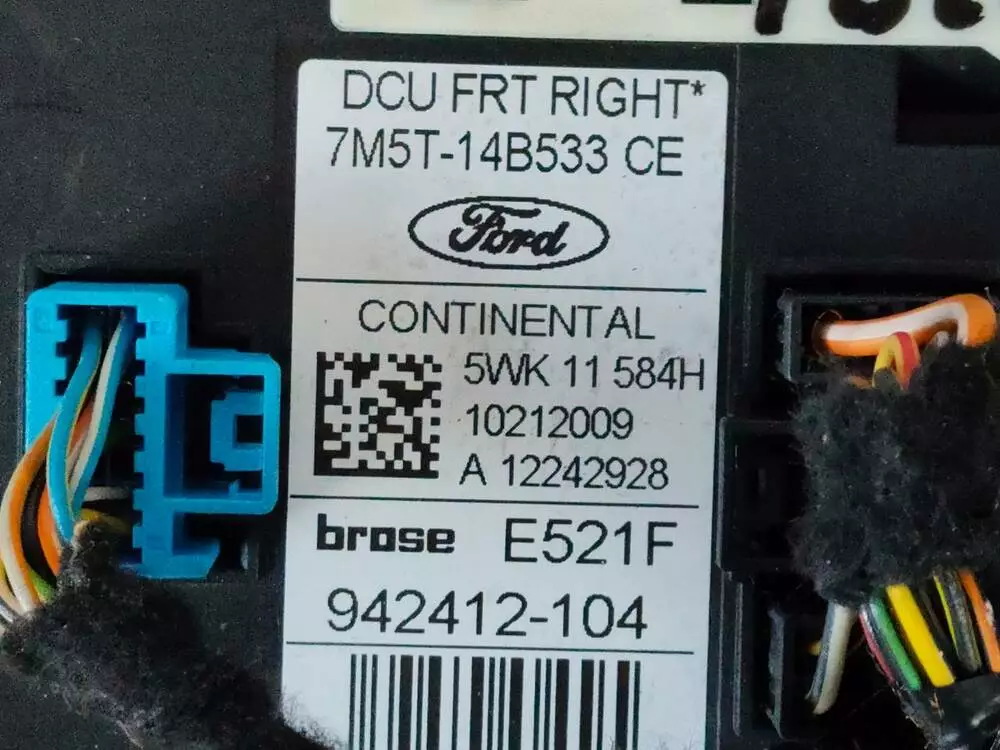 DCU FRT RIGHT*
7M5T-14B533 CE
Ford
CONTINENTAL
5WK 11 584H
10212009
A 12242928
brose E521F
942412-104